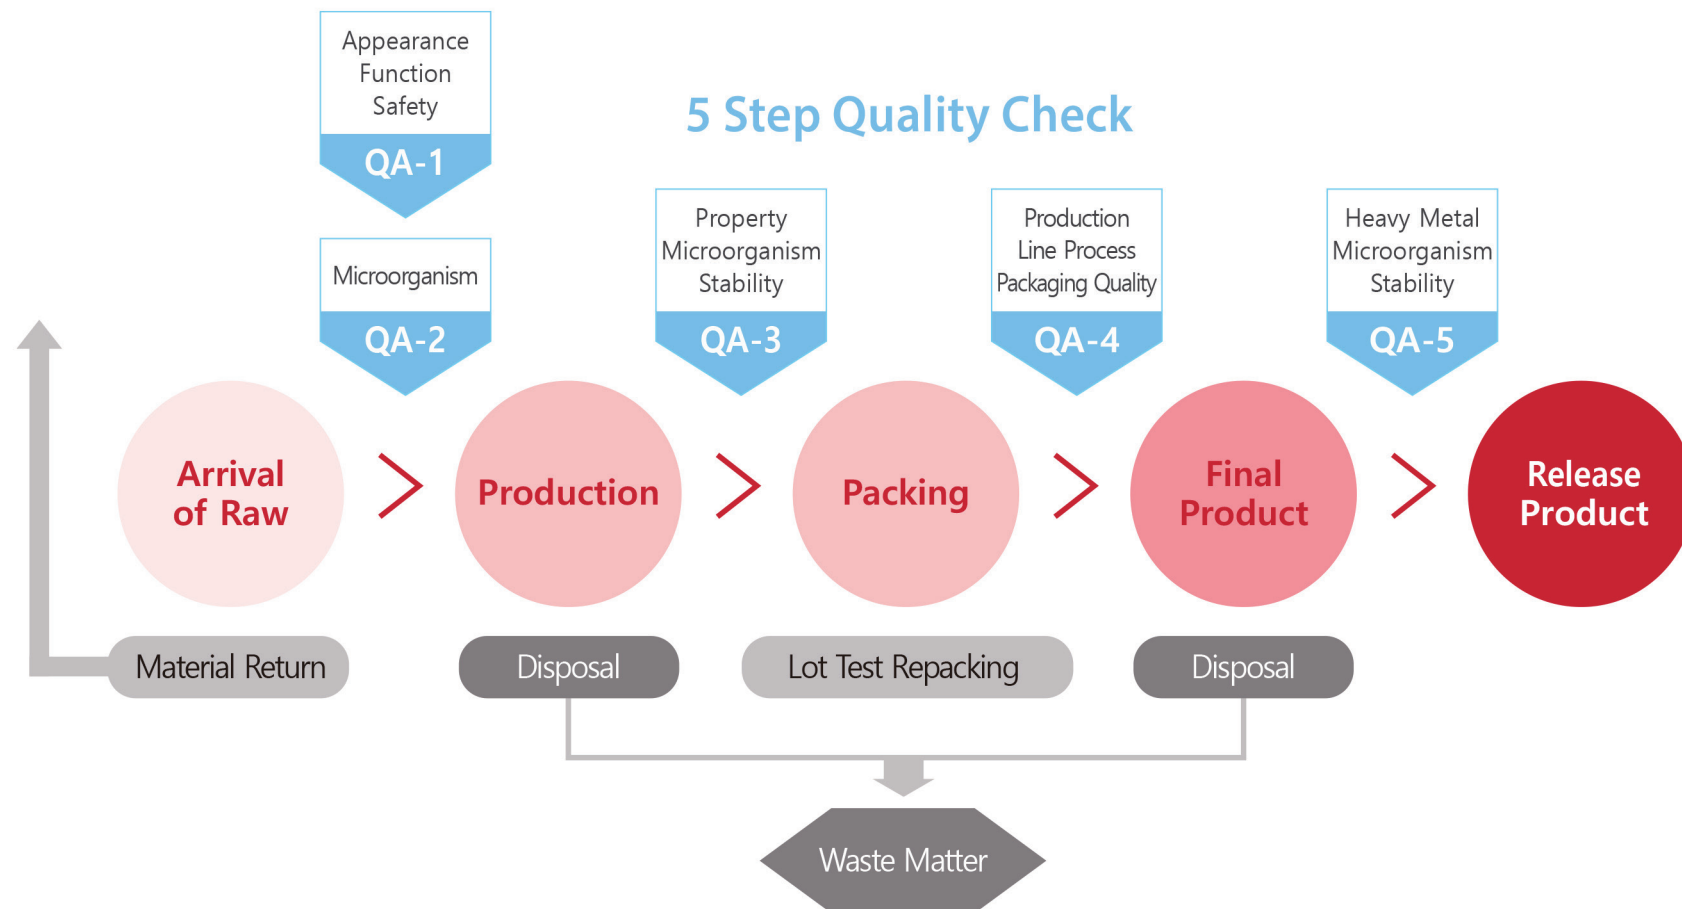 Appearance
Function
Safety
QA-1
5 Step Quality Check
Microorganism
QA-2
Property
Microorganism
Stability
QA-3
Production
Line Process
Packaging Quality
QA-4
Heavy Metal
Microorganism
Stability
QA-5
Arrival
of Raw
Production
Packing
Final
Product
Release
Product
Material Return
Disposal
Lot Test Repacking
Disposal
Waste Matter